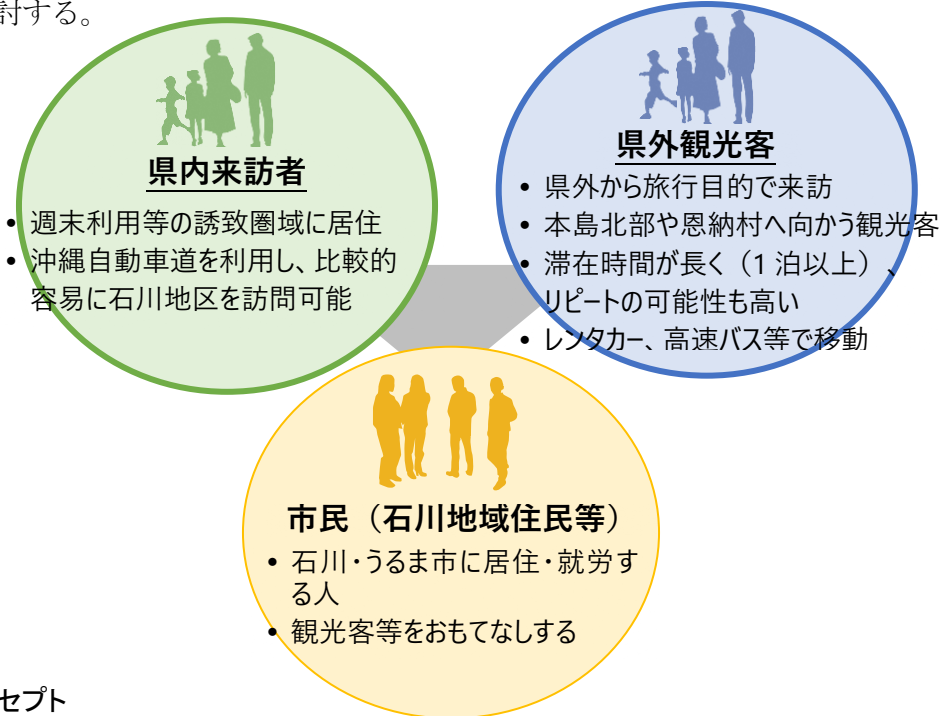 討する。
県内来訪者
• 週末利用等の誘致圏域に居住
• 沖縄自動車道を利用し、比較的
容易に石川地区を訪問可能
県外観光客
• 県外から旅行目的で来訪
• 本島北部や恩納村へ向かう観光客
• 滞在時間が長く（1 泊以上）、
リピートの可能性も高い
• レンタカー、高速バス等で移動
市民（石川地域住民等）
• 石川・うるま市に居住・就労す
る人
• 観光客等をおもてなしする
セプト